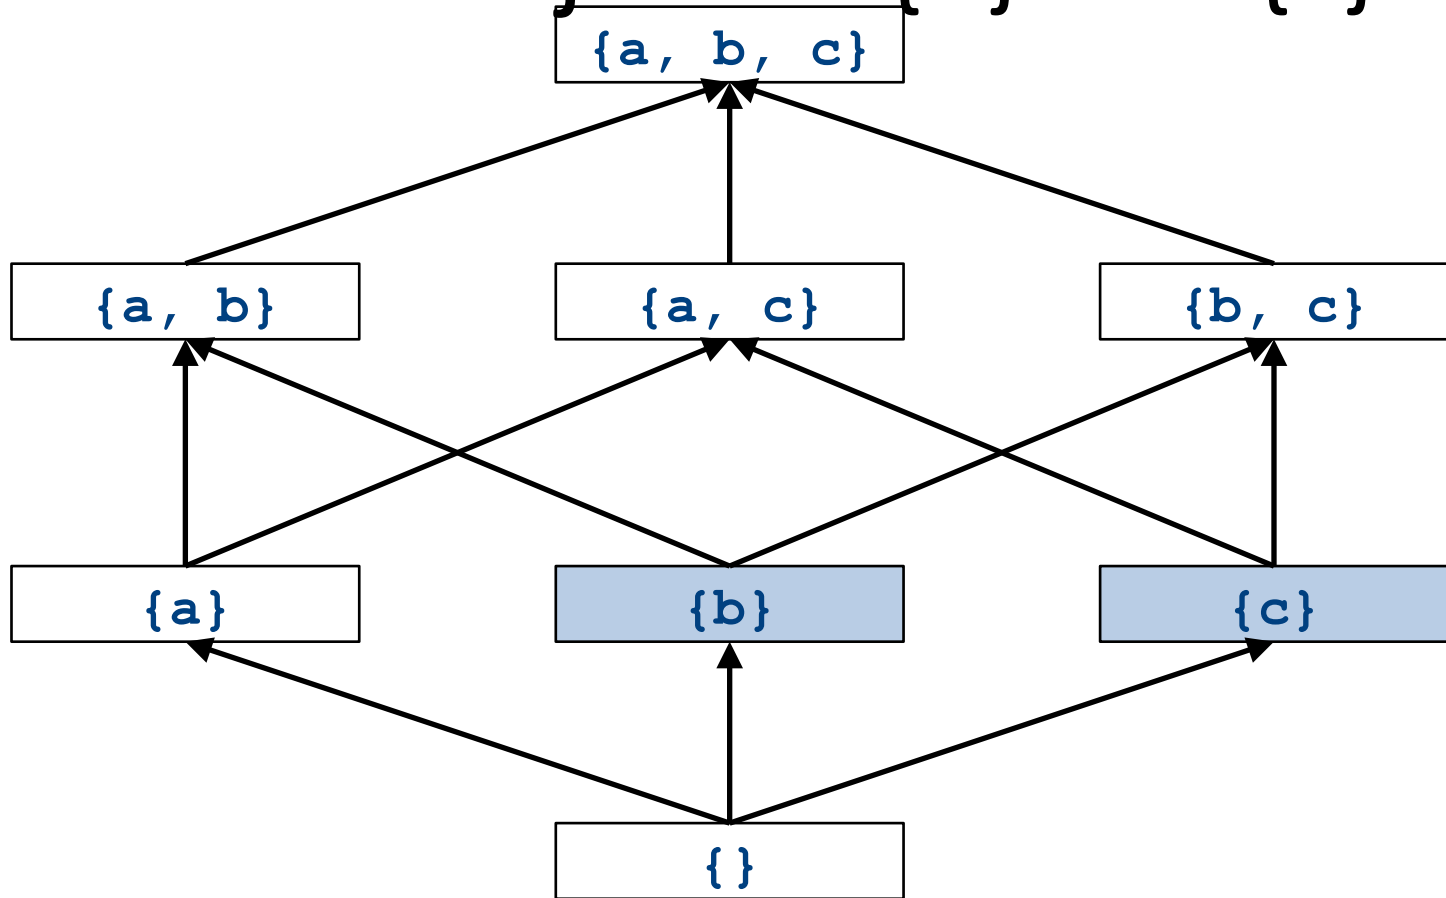 {a, b, c}
{a, b} {a, c} {b, c}
{a} {b} {c}
{}